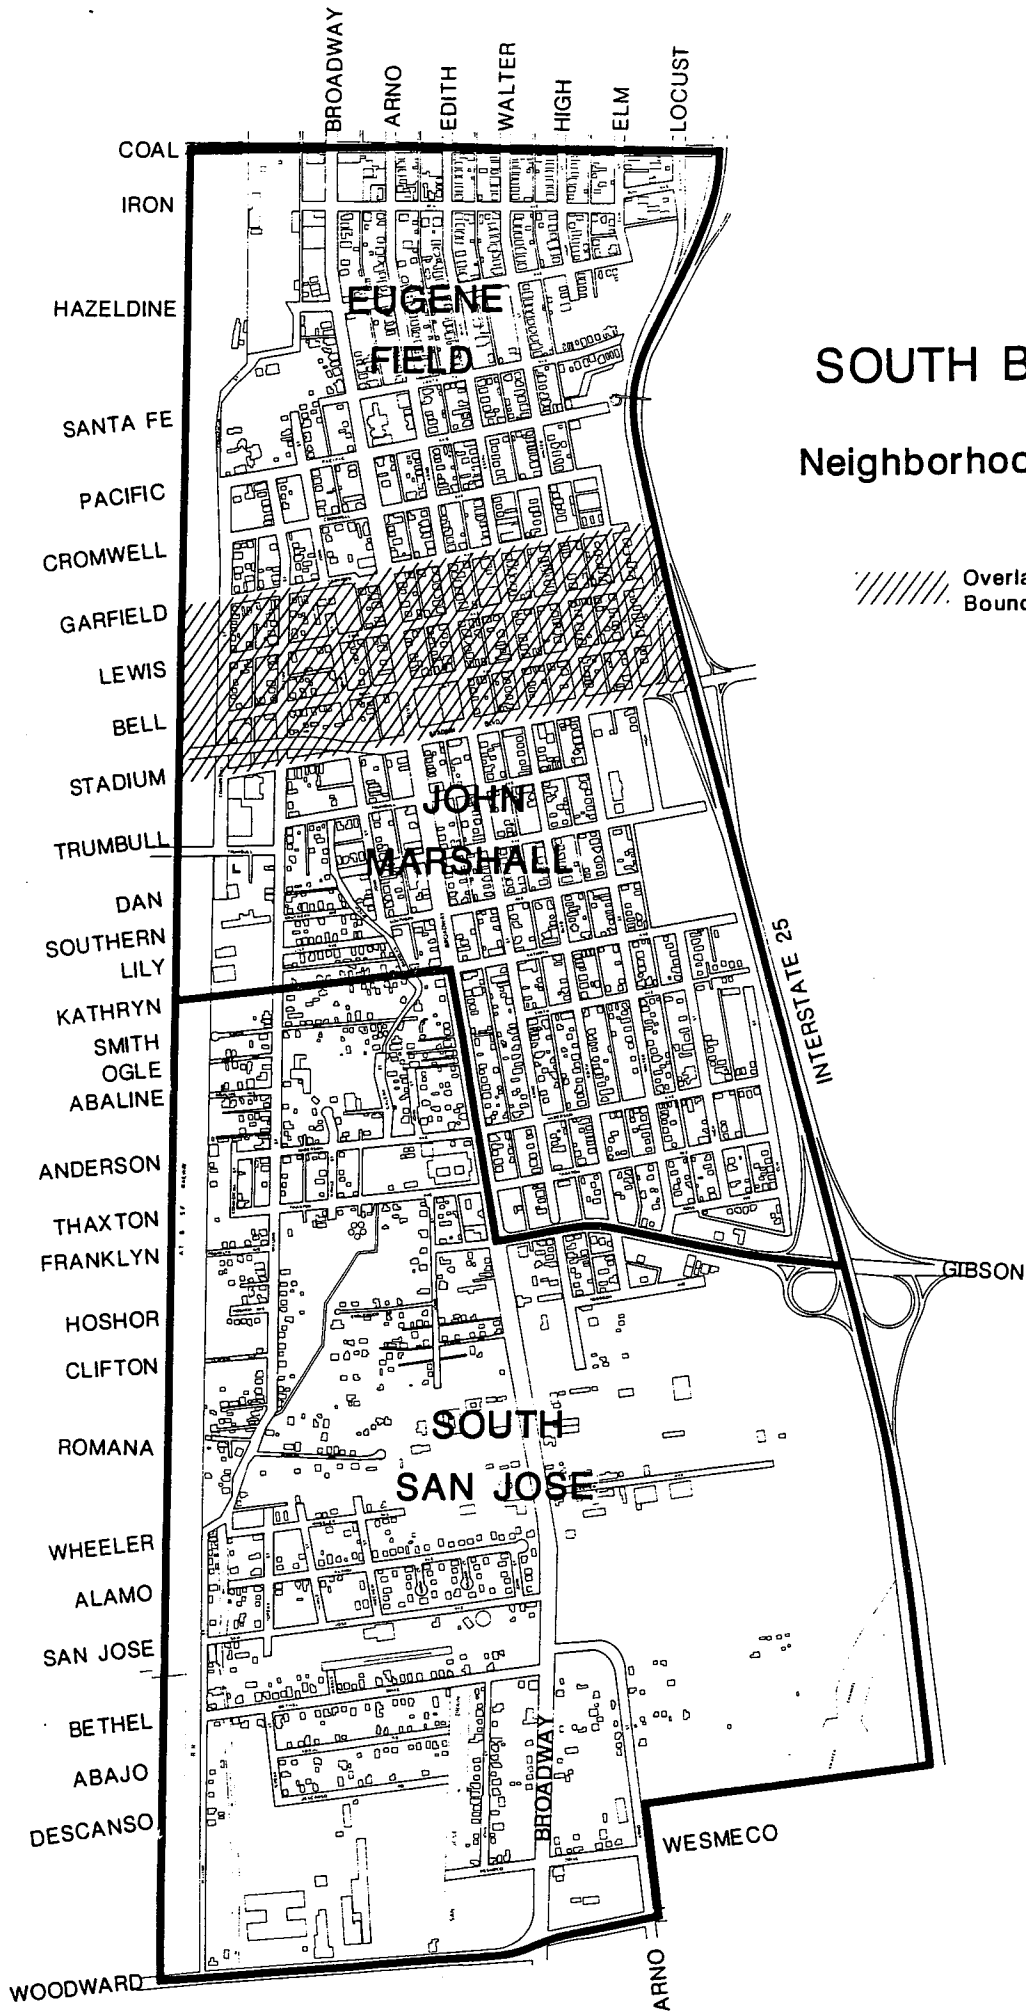 BROADWAY
ARNO
EDITH
WALTER
HIGH
ELM
LOCUST
COAL
IRON
HAZELDINE
EUGENE
FIELD
SOUTH B
SANTA FE
Neighborhoo
PACIFIC
CROMWELL
Overla
Bound
GARFIELD
LEWIS
BELL
STADIUM
JOHN
TRUMBULL
MARSHALL
DAN
SOUTHERN
LILY
INTERSTATE 25
KATHRYN
SMITH
OGLE
ABALINE
ANDERSON
THAXTON
FRANKLYN
GIBSON
HOSHOR
CLIFTON
SOUTH
ROMANA
SAN JOSE
WHEELER
ALAMO
SAN JOSE
BETHEL
BROADWAY
ABAJO
DESCANSO
WESMECO
WOODWARD
ARNO